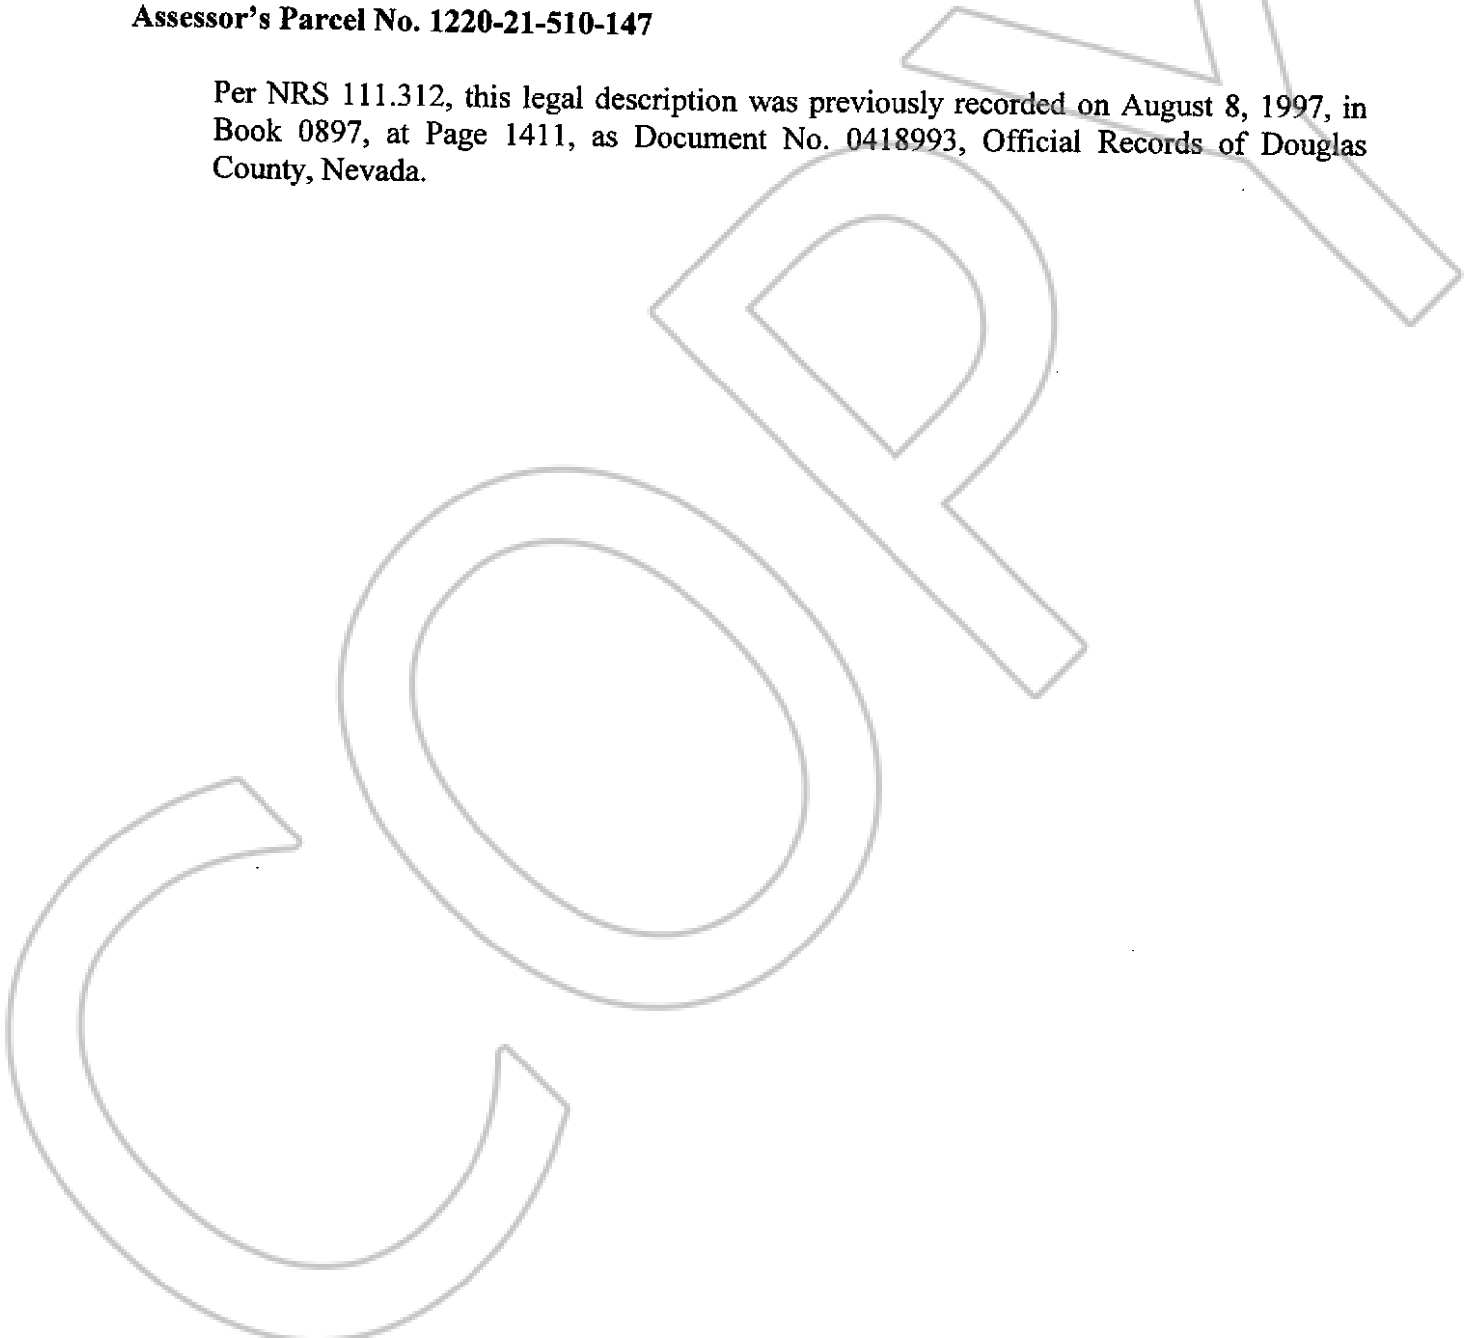 Assessor's Parcel No. 1220-21-510-147
Per NRS 111.312, this legal description was previously recorded on August 8, 1997, in
Book 0897, at Page 1411, as Document No. 0418993, Official Records of Douglas
County, Nevada.
COPY